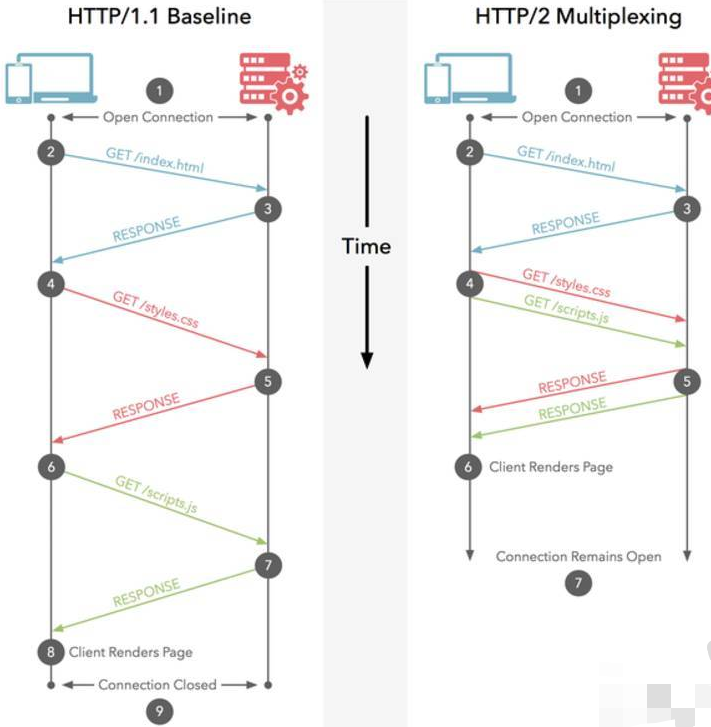 HTTP/1.1 Baseline
1
Open Connection
2
GET /index.html
3
RESPONSE
4
GET /styles.css
5
RESPONSE
6
GET /scripts.js
7
RESPONSE
8 Client Renders Page
Connection Closed
9
Time
HTTP/2 Multiplexing
1
Open Connection
2
GET /index.html
3
RESPONSE
4
GET /styles.css
GET /scripts.js
5
RESPONSE
RESPONSE
6 Client Renders Page
Connection Remains Open
7